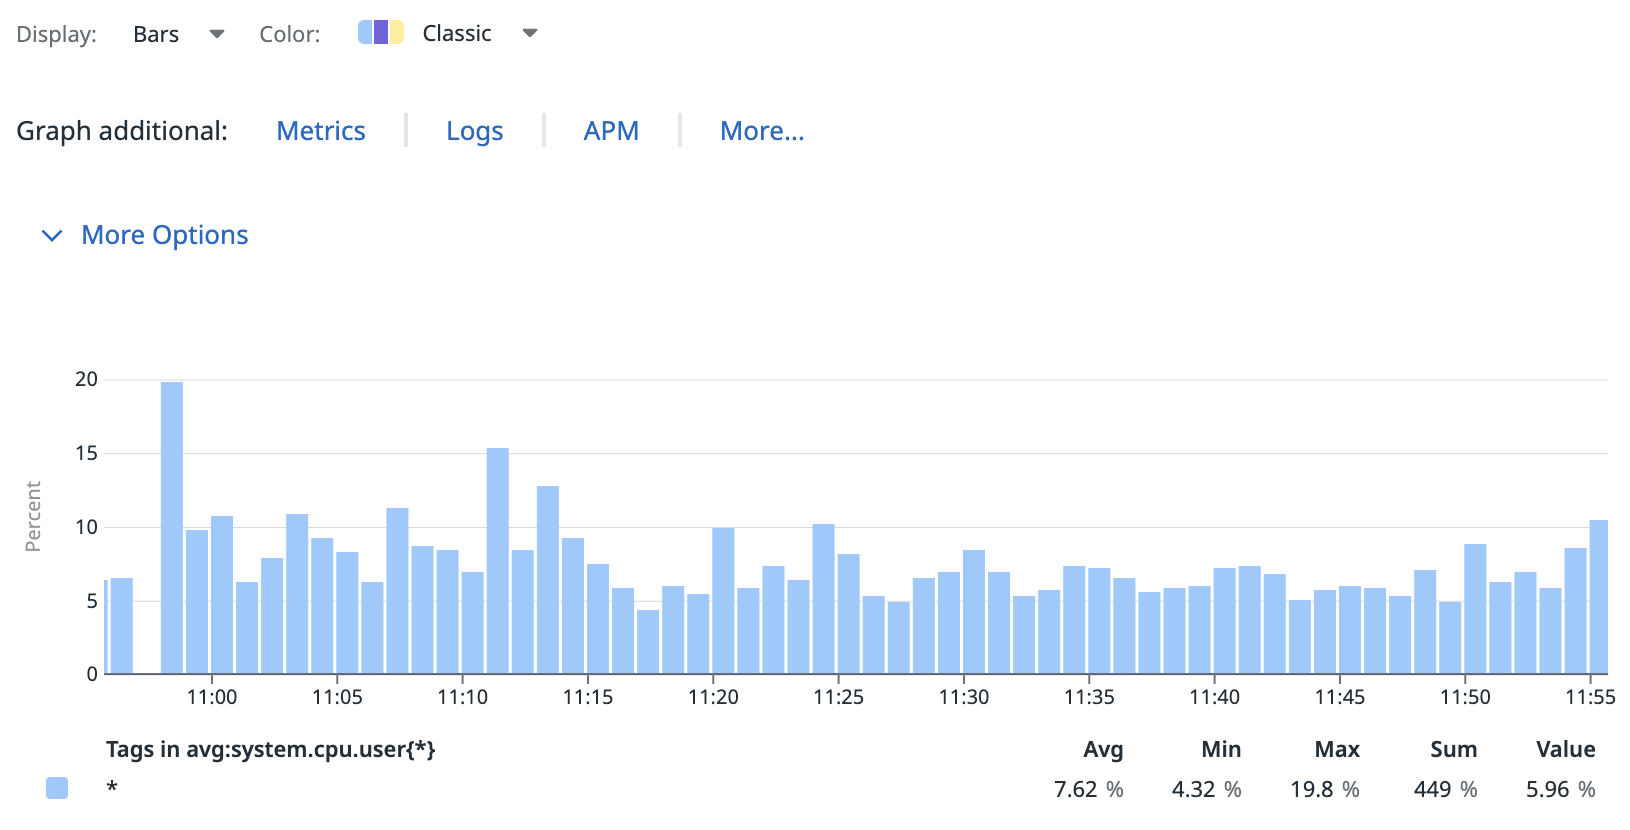 Display: Bars Color: Classic
Graph additional: Metrics Logs APM More...
More Options
20
15
10
5
0
Percent
11:00 11:05 11:10 11:15 11:20 11:25 11:30 11:35 11:40 11:45 11:50 11:55
Tags in avg:system.cpu.user{*} Avg Min Max Sum Value
* 7.62 % 4.32 % 19.8 % 449 % 5.96 %